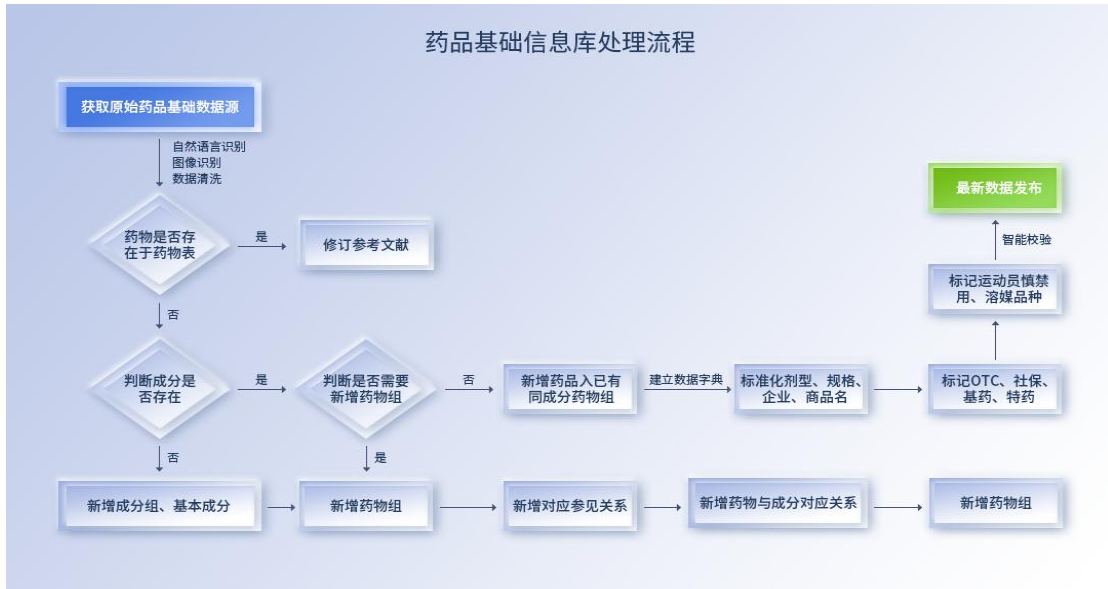 药品基础信息库处理流程
获取原始药品基础数据源
自然语言识别
图像识别
数据清洗
药物是否存
在于药物表
是
修订参考文献
最新数据发布
智能校验
标记运动员慎禁
用、溶媒品种
否
判断成分是
否存在
是
判断是否需要
新增药物组
否
新增药品入已有
同成分药物组
建立数据字典
标准化剂型、规格、
企业、商品名
标记OTC、社保、
基药、特药
否
是
新增成分组、基本成分
新增药物组
新增对应参见关系
新增药物与成分对应关系
新增药物组